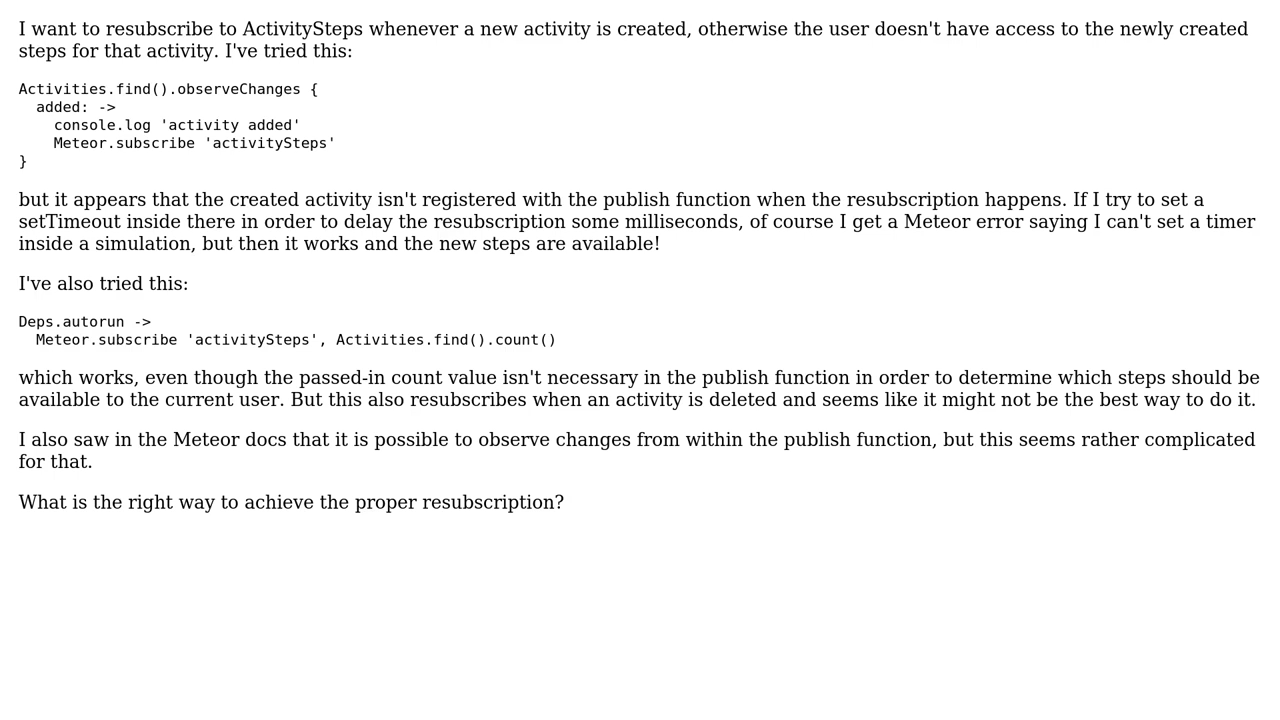 I want to resubscribe to ActivitySteps whenever a new activity is created, otherwise the user doesn't have access to the newly created
steps for that activity. I've tried this:
Activities.find().observeChanges {
  added: ->
    console.log 'activity added'
    Meteor.subscribe 'activitySteps'
}
but it appears that the created activity isn't registered with the publish function when the resubscription happens. If I try to set a
setTimeout inside there in order to delay the resubscription some milliseconds, of course I get a Meteor error saying I can't set a timer
inside a simulation, but then it works and the new steps are available!
I've also tried this:
Deps.autorun ->
  Meteor.subscribe 'activitySteps', Activities.find().count()
which works, even though the passed-in count value isn't necessary in the publish function in order to determine which steps should be
available to the current user. But this also resubscribes when an activity is deleted and seems like it might not be the best way to do it.
I also saw in the Meteor docs that it is possible to observe changes from within the publish function, but this seems rather complicated
for that.
What is the right way to achieve the proper resubscription?